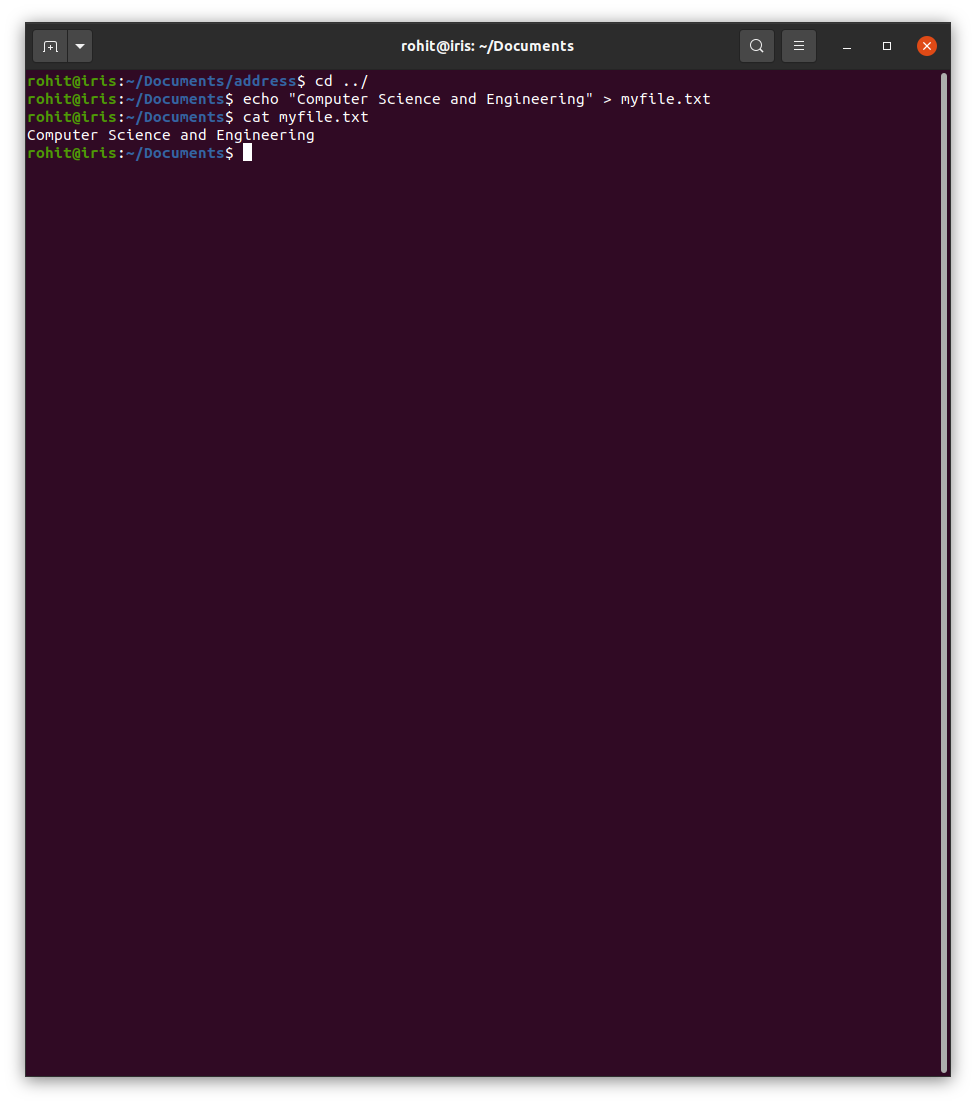 rohit@iris: ~/Documents
rohit@iris:~/Documents/address$ cd ../
rohit@iris:~/Documents$ echo "Computer Science and Engineering" > myfile.txt
rohit@iris:~/Documents$ cat myfile.txt
Computer Science and Engineering
rohit@iris:~/Documents$